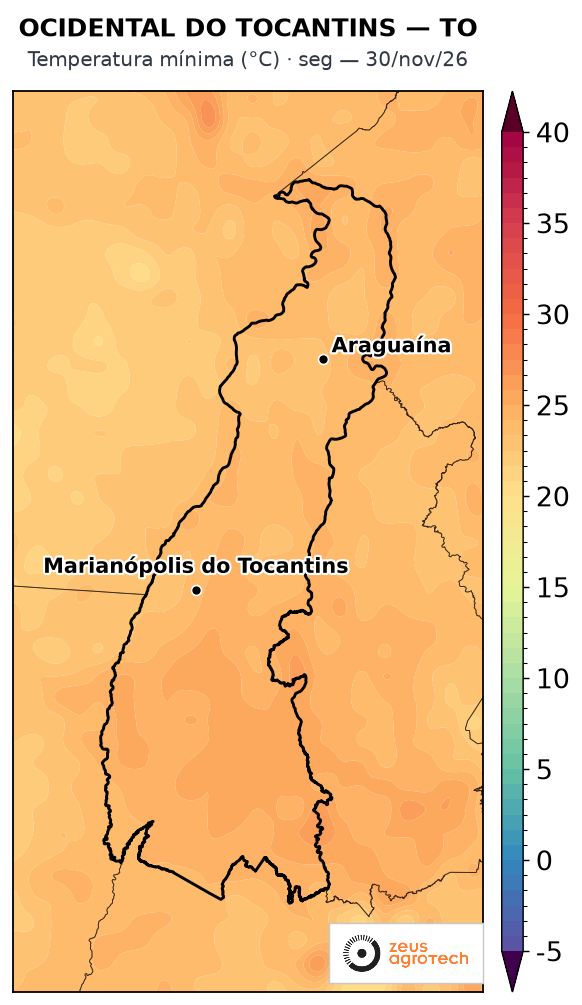 OCIDENTAL DO TOCANTINS — TO
Temperatura mínima (°C) · seg — 30/nov/26
40
35
30
25
20
15
10
5
0
-5
Araguaína
Marianópolis do Tocantins
zeus
agrotech